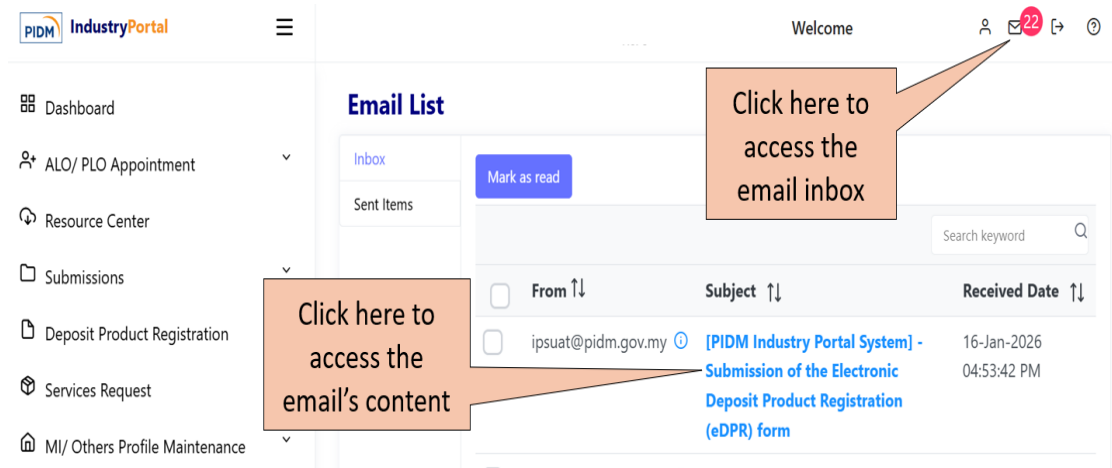 PIDM IndustryPortal
Welcome
22
Dashboard
ALO/ PLO Appointment
Resource Center
Submissions
Deposit Product Registration
Services Request
MI/ Others Profile Maintenance
Email List
Inbox
Sent Items
Mark as read
Click here to
access the
email inbox
Search keyword
From
Subject
Received Date
Click here to
access the
email’s content
ipsuat@pidm.gov.my
[PIDM Industry Portal System] -
Submission of the Electronic
Deposit Product Registration
(eDPR) form
16-Jan-2026
04:53:42 PM